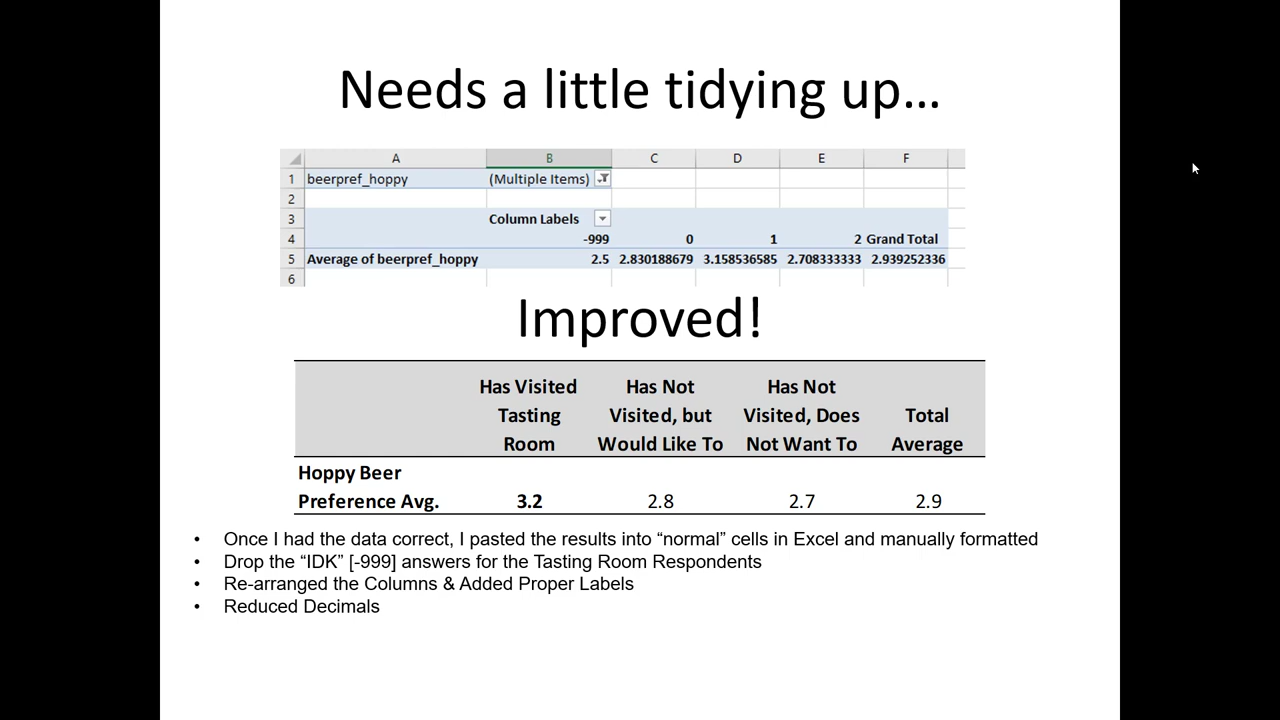 Needs a little tidying up…
A B C D E F
1 beerpref_hoppy (Multiple Items)
2
3 Column Labels
4 -999 0 1 2 Grand Total
5 Average of beerpref_hoppy 2.5 2.830188679 3.158536585 2.708333333 2.939252336
6
Improved!
Has Visited Has Not Has Not
Tasting Visited, but Visited, Does Total
Room Would Like To Not Want To Average
Hoppy Beer
Preference Avg. 3.2 2.8 2.7 2.9
• Once I had the data correct, I pasted the results into “normal” cells in Excel and manually formatted
• Drop the “IDK” [-999] answers for the Tasting Room Respondents
• Re-arranged the Columns & Added Proper Labels
• Reduced Decimals